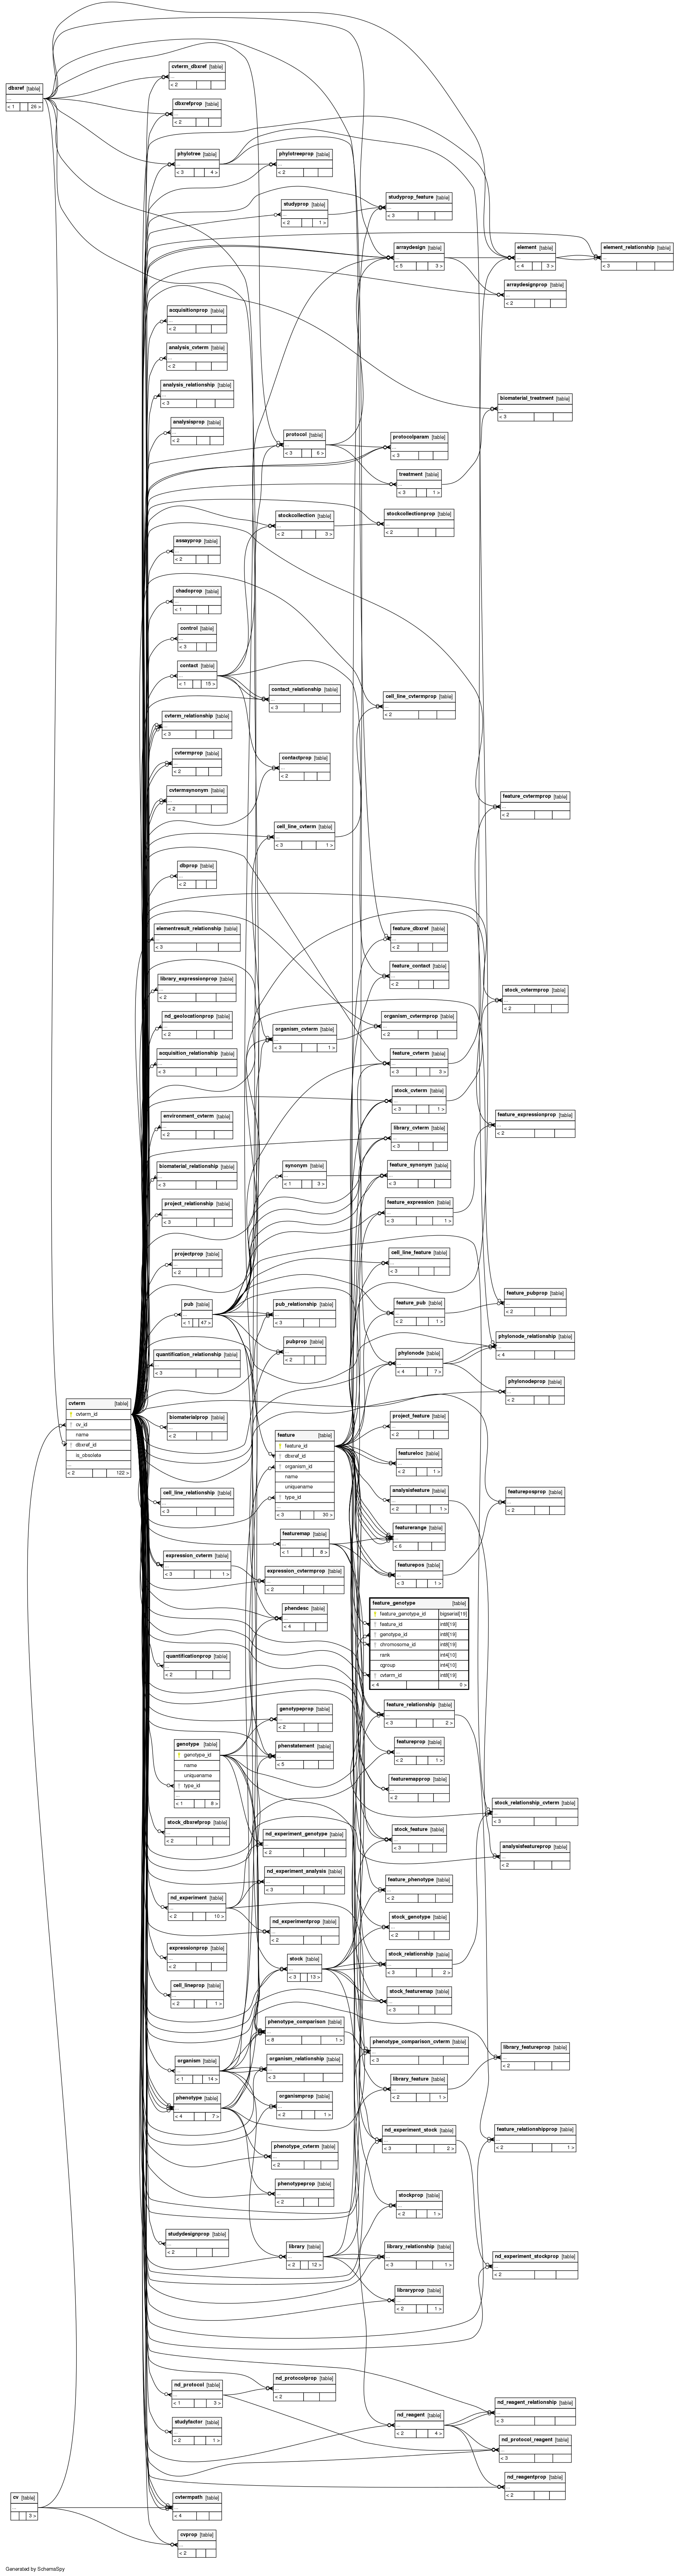 cvterm_dbxref [table]
...
< 2
dbxref [table]
...
< 1 26 >
dbxrefprop [table]
...
< 2
phylotree [table]
...
< 3 4 >
phylotreeprop [table]
...
< 2
studyprop [table]
...
< 2 1 >
studyprop_feature [table]
...
< 3
arraydesign [table]
...
< 5 3 >
element [table]
...
< 4 3 >
element_relationship [table]
...
< 3
arraydesignprop [table]
...
< 2
acquisitionprop [table]
...
< 2
analysis_cvterm [table]
...
< 2
analysis_relationship [table]
...
< 3
biomaterial_treatment [table]
...
< 3
analysisprop [table]
...
< 2
protocol [table]
...
< 3 6 >
protocolparam [table]
...
< 3
treatment [table]
...
< 3 1 >
stockcollection [table]
...
< 2 3 >
stockcollectionprop [table]
...
< 2
assayprop [table]
...
< 2
chadoprop [table]
...
< 1
control [table]
...
< 3
contact [table]
...
< 1 15 >
contact_relationship [table]
...
< 3
cell_line_cvtermprop [table]
...
< 2
cvterm_relationship [table]
...
< 3
cvtermprop [table]
...
< 2
contactprop [table]
...
< 2
cvtermsynonym [table]
...
< 2
feature_cvtermprop [table]
...
< 2
cell_line_cvterm [table]
...
< 3 1 >
dbprop [table]
...
< 2
elementresult_relationship [table]
...
< 3
feature_dbxref [table]
...
< 2
feature_contact [table]
...
< 2
library_expressionprop [table]
...
< 2
stock_cvtermprop [table]
...
< 2
nd_geolocationprop [table]
...
< 2
organism_cvterm [table]
...
< 3 1 >
organism_cvtermprop [table]
...
< 2
acquisition_relationship [table]
...
< 3
feature_cvterm [table]
...
< 3 3 >
stock_cvterm [table]
...
< 3 1 >
environment_cvterm [table]
...
< 2
library_cvterm [table]
...
< 3
feature_expressionprop [table]
...
< 2
biomaterial_relationship [table]
...
< 3
synonym [table]
...
< 1 3 >
feature_synonym [table]
...
< 3
project_relationship [table]
...
< 3
feature_expression [table]
...
< 3 1 >
projectprop [table]
...
< 2
cell_line_feature [table]
...
< 3
feature_pubprop [table]
...
< 2
pub [table]
...
< 1 47 >
pub_relationship [table]
...
< 3
feature_pub [table]
...
< 2 1 >
phylonode_relationship [table]
...
< 4
pubprop [table]
...
< 2
quantification_relationship [table]
...
< 3
phylonode [table]
...
< 4 7 >
phylonodeprop [table]
...
< 2
cvterm [table]
cvterm_id
cv_id
name
dbxref_id
is_obsolete
...
< 2 122 >
biomaterialprop [table]
...
< 2
project_feature [table]
...
< 2
feature [table]
feature_id
dbxref_id
organism_id
name
uniquename
type_id
...
< 3 30 >
featureloc [table]
...
< 2 1 >
cell_line_relationship [table]
...
< 3
analysisfeature [table]
...
< 2 1 >
featureposprop [table]
...
< 2
featuremap [table]
...
< 1 8 >
featurerange [table]
...
< 6
expression_cvterm [table]
...
< 3 1 >
expression_cvtermprop [table]
...
< 2
featurepos [table]
...
< 3 1 >
phendesc [table]
...
< 4
feature_genotype [table]
feature_genotype_id bigserial[19]
feature_id int8[19]
genotype_id int8[19]
chromosome_id int8[19]
rank int4[10]
cgroup int4[10]
cvterm_id int8[19]
< 4 0 >
quantificationprop [table]
...
< 2
genotypeprop [table]
...
< 2
feature_relationship [table]
...
< 3 2 >
genotype [table]
genotype_id
name
uniquename
type_id
...
< 1 8 >
phenstatement [table]
...
< 5
featureprop [table]
...
< 2 1 >
featuremapprop [table]
...
< 2
stock_relationship_cvterm [table]
...
< 3
stock_dbxrefprop [table]
...
< 2
nd_experiment_genotype [table]
...
< 2
stock_feature [table]
...
< 3
analysisfeatureprop [table]
...
< 2
nd_experiment_analysis [table]
...
< 3
feature_phenotype [table]
...
< 2
nd_experiment [table]
...
< 2 10 >
nd_experimentprop [table]
...
< 2
stock_genotype [table]
...
< 2
expressionprop [table]
...
< 2
stock [table]
...
< 3 13 >
stock_relationship [table]
...
< 3 2 >
cell_lineprop [table]
...
< 2 1 >
stock_featuremap [table]
...
< 3
phenotype_comparison [table]
...
< 8 1 >
phenotype_comparison_cvterm [table]
...
< 3
library_featureprop [table]
...
< 2
organism [table]
...
< 1 14 >
organism_relationship [table]
...
< 3
library_feature [table]
...
< 2 1 >
phenotype [table]
...
< 4 7 >
organismprop [table]
...
< 2 1 >
nd_experiment_stock [table]
...
< 3 2 >
feature_relationshipprop [table]
...
< 2 1 >
phenotype_cvterm [table]
...
< 2
phenotypeprop [table]
...
< 2
stockprop [table]
...
< 2 1 >
studydesignprop [table]
...
< 2
library [table]
...
< 2 12 >
library_relationship [table]
...
< 3 1 >
nd_experiment_stockprop [table]
...
< 2
libraryprop [table]
...
< 2 1 >
nd_protocol [table]
...
< 1 3 >
nd_protocolprop [table]
...
< 2
nd_reagent_relationship [table]
...
< 3
studyfactor [table]
...
< 2 1 >
nd_reagent [table]
...
< 2 4 >
nd_protocol_reagent [table]
...
< 3
nd_reagentprop [table]
...
< 2
cv [table]
...
3 >
cvtermpath [table]
...
< 4
cvprop [table]
...
< 2
Generated by SchemaSpy